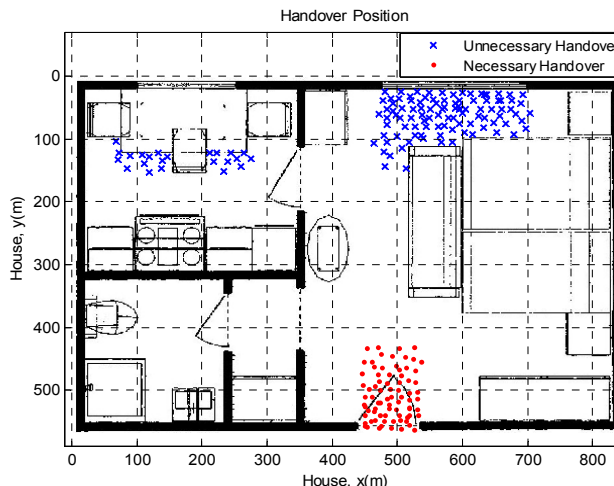 Handover Position
Unnecessary Handove
Necessary Handover
0
100
200
300
400
500
House, y(m)
0 100 200 300 400 500 600 700 800
House, x(m)